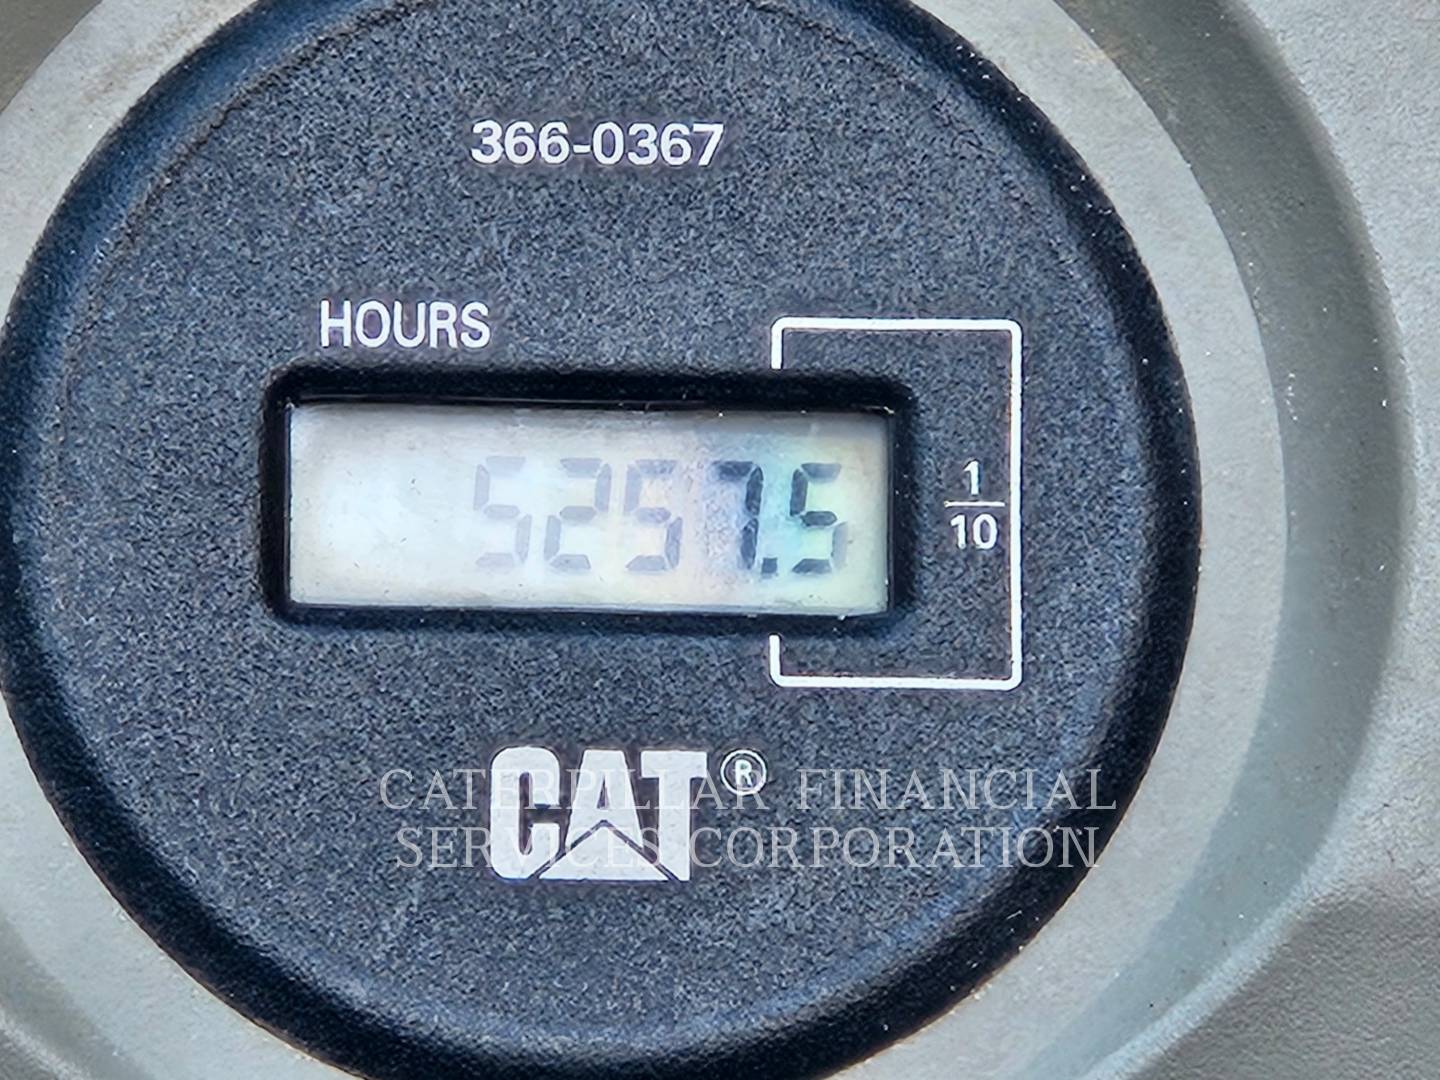 366-0367
HOURS
5257.5
1
10
CAT®
CATERPILLAR FINANCIAL
SERVICES CORPORATION